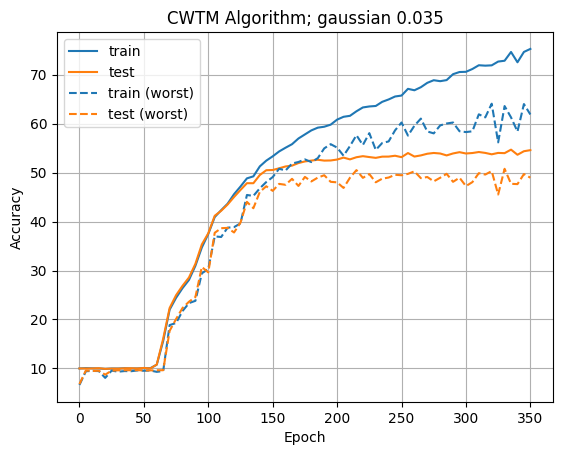 CWTM Algorithm; gaussian 0.035
train
test
train (worst)
test (worst)
Accuracy
70
60
50
40
30
20
10
0
50
100
150
200
250
300
350
Epoch